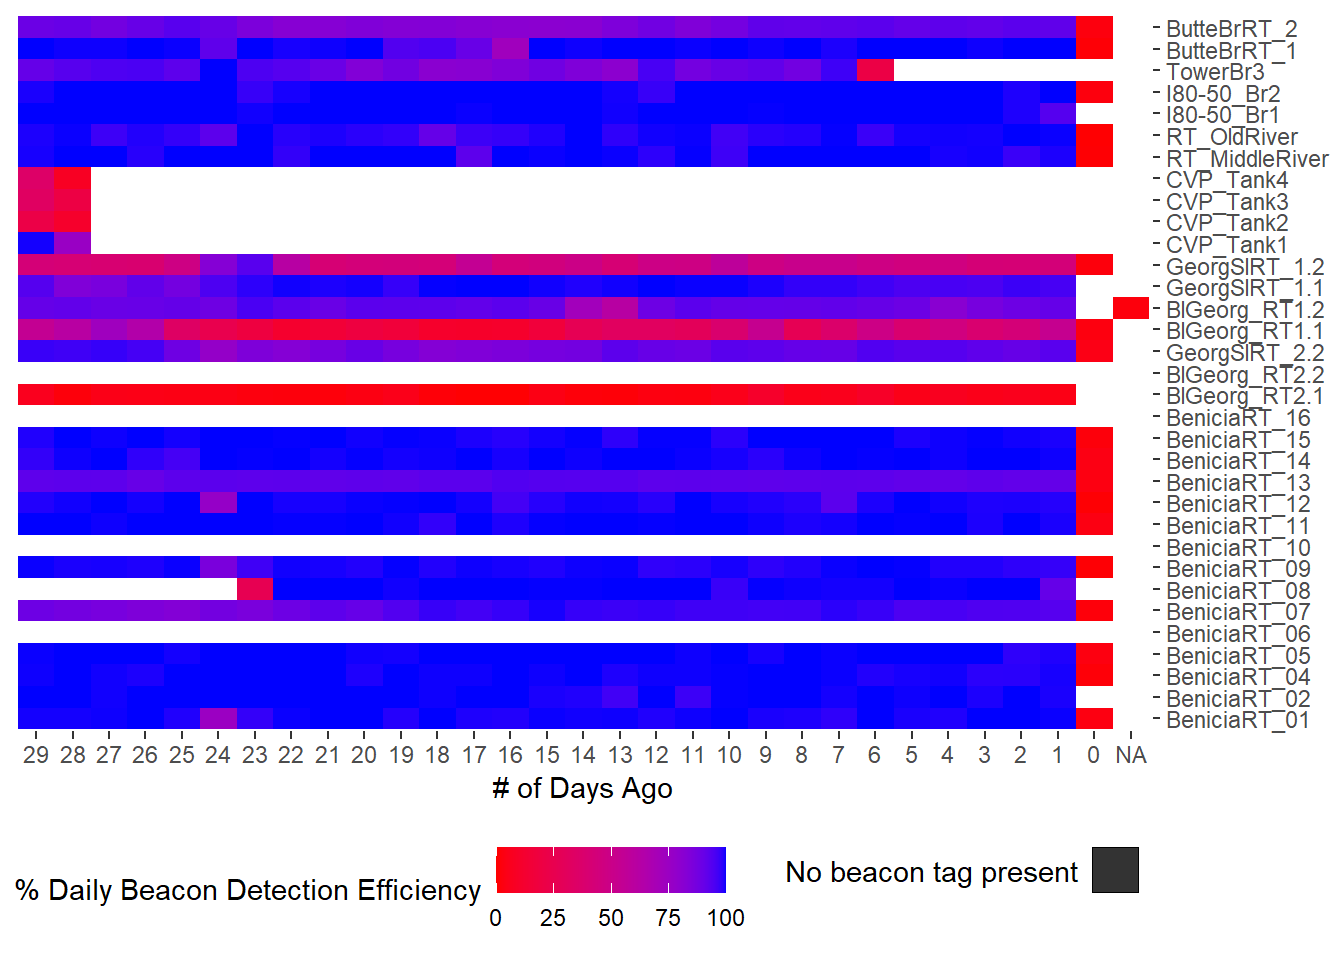 ButteBrRT_2
ButteBrRT_1
TowerBr3
I80-50_Br2
I80-50_Br1
RT_OldRiver
RT_MiddleRiver
CVP_Tank4
CVP_Tank3
CVP_Tank2
CVP_Tank1
GeorgSlRT_1.2
GeorgSlRT_1.1
BlGeorg_RT1.2
BlGeorg_RT1.1
GeorgSlRT_2.2
BlGeorg_RT2.2
BlGeorg_RT2.1
BeniciaRT_16
BeniciaRT_15
BeniciaRT_14
BeniciaRT_13
BeniciaRT_12
BeniciaRT_11
BeniciaRT_10
BeniciaRT_09
BeniciaRT_08
BeniciaRT_07
BeniciaRT_06
BeniciaRT_05
BeniciaRT_04
BeniciaRT_02
BeniciaRT_01
29 28 27 26 25 24 23 22 21 20 19 18 17 16 15 14 13 12 11 10 9 8 7 6 5 4 3 2 1 0 NA
# of Days Ago
% Daily Beacon Detection Efficiency
0 25 50 75 100
No beacon tag present